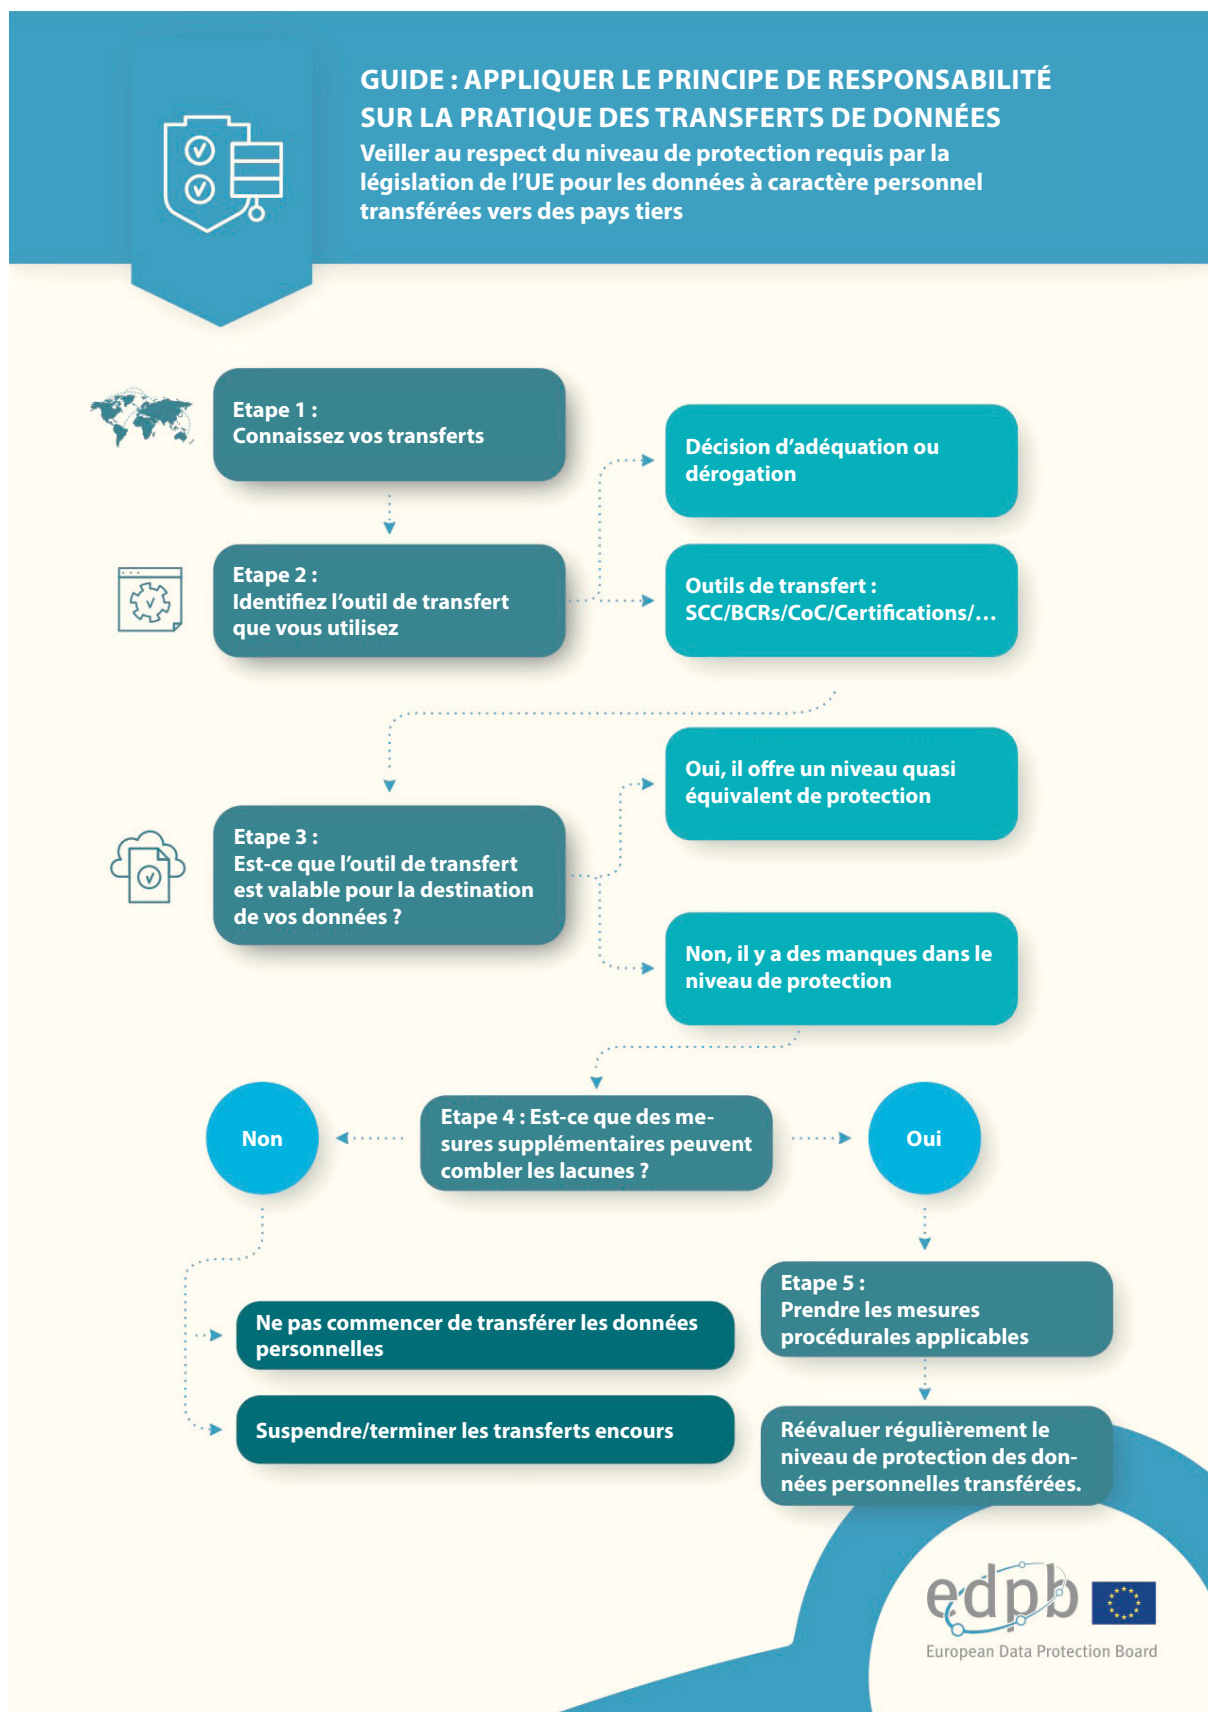 GUIDE : APPLIQUER LE PRINCIPE DE RESPONSABILITÉ
SUR LA PRATIQUE DES TRANSFERTS DE DONNÉES
Veiller au respect du niveau de protection requis par la
législation de l’UE pour les données à caractère personnel
transférées vers des pays tiers
Etape 1 :
Connaissez vos transferts
Décision d’adéquation ou
dérogation
Etape 2 :
Identifiez l’outil de transfert
que vous utilisez
Outils de transfert :
SCC/BCRs/CoC/Certifications/…
Oui, il offre un niveau quasi
équivalent de protection
Etape 3 :
Est-ce que l’outil de transfert
est valable pour la destination
de vos données ?
Non, il y a des manques dans le
niveau de protection
Non
Etape 4 : Est-ce que des me-
sures supplémentaires peuvent
combler les lacunes ?
Oui
Etape 5 :
Prendre les mesures
procédurales applicables
Ne pas commencer de transférer les données
personnelles
Suspendre/terminer les transferts encours
Réévaluer régulièrement le
niveau de protection des don-
nées personnelles transférées.
edpb
European Data Protection Board